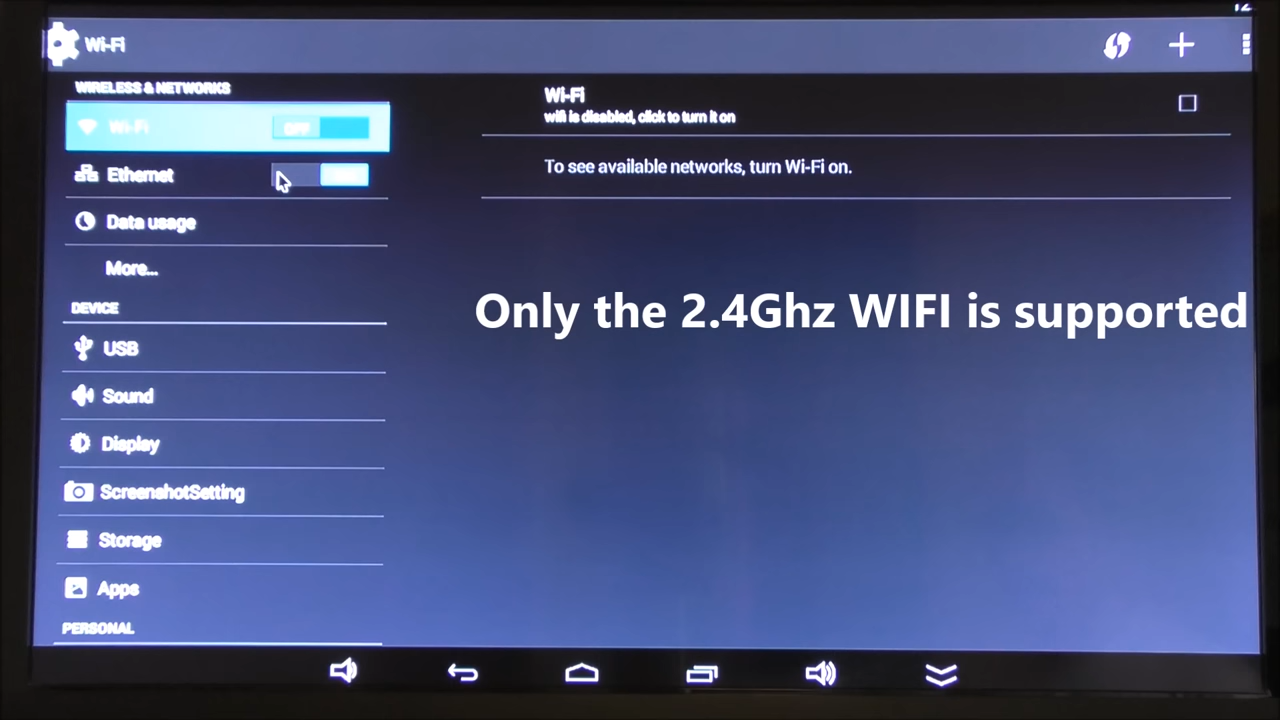 Wi-Fi
WIRELESS & NETWORKS
Wi-Fi OFF
Ethernet
Data usage
More...
DEVICE
USB
Sound
Display
ScreenshotSetting
Storage
Apps
PERSONAL
Wi-Fi
wifi is disabled, click to turn it on
To see available networks, turn Wi-Fi on.
Only the 2.4Ghz WIFI is supported